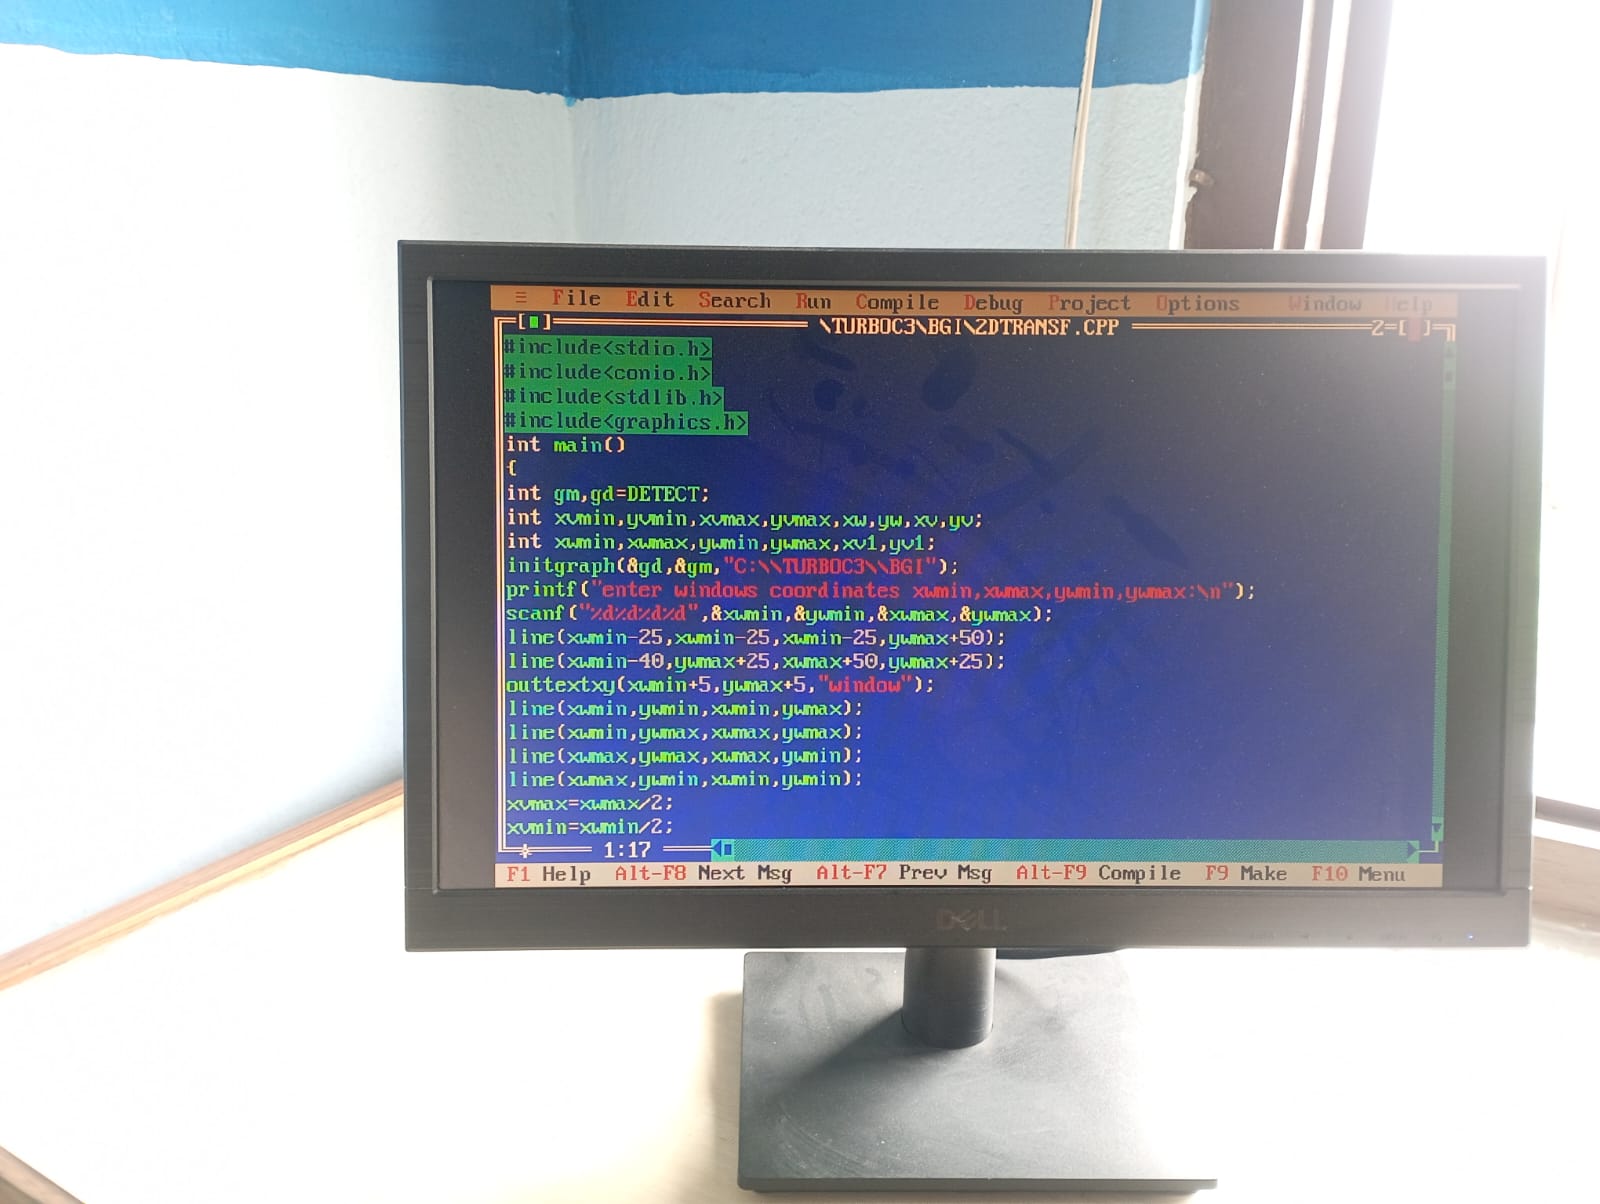 ≡ File Edit Search Run Compile Debug Project Options Window Help
[■] \TURBOC3\BGI\2DTRANSF.CPP 2=[ ]
#include<stdio.h>
#include<conio.h>
#include<stdlib.h>
#include<graphics.h>
int main()
{
int gm,gd=DETECT;
int xvmin,yvmin,xvmax,yvmax,xw,yw,xv,yv;
int xwmin,xwmax,ywmin,ywmax,xv1,yv1;
initgraph(&gd,&gm,"C:\\TURBOC3\\BGI");
printf("enter windows coordinates xwmin,xwmax,ywmin,ywmax:\n");
scanf("%d%d%d%d",&xwmin,&ywmin,&xwmax,&ywmax);
line(xwmin-25,xwmin-25,xwmin-25,ywmax+50);
line(xwmin-40,ywmax+25,xwmax+50,ywmax+25);
outtextxy(xwmin+5,ywmax+5,"window");
line(xwmin,ywmin,xwmin,ywmax);
line(xwmin,ywmax,xwmax,ywmax);
line(xwmax,ywmax,xwmax,ywmin);
line(xwmax,ywmin,xwmin,ywmin);
xvmax=xwmax/2;
xvmin=xwmin/2;
* 1:17
F1 Help Alt-F8 Next Msg Alt-F7 Prev Msg Alt-F9 Compile F9 Make F10 Menu
DELL